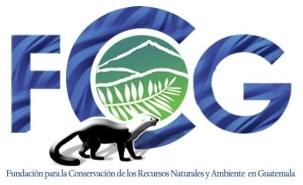 FCG
Fundación para la Conservación de los Recursos Naturales y Ambiente en Guatemala